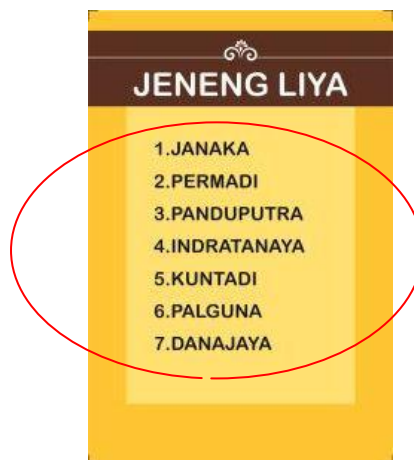 JENENG LIYA
1.JANAKA
2.PERMADI
3.PANDUPUTRA
4.INDRATANAYA
5.KUNTADI
6.PALGUNA
7.DANAJAYA